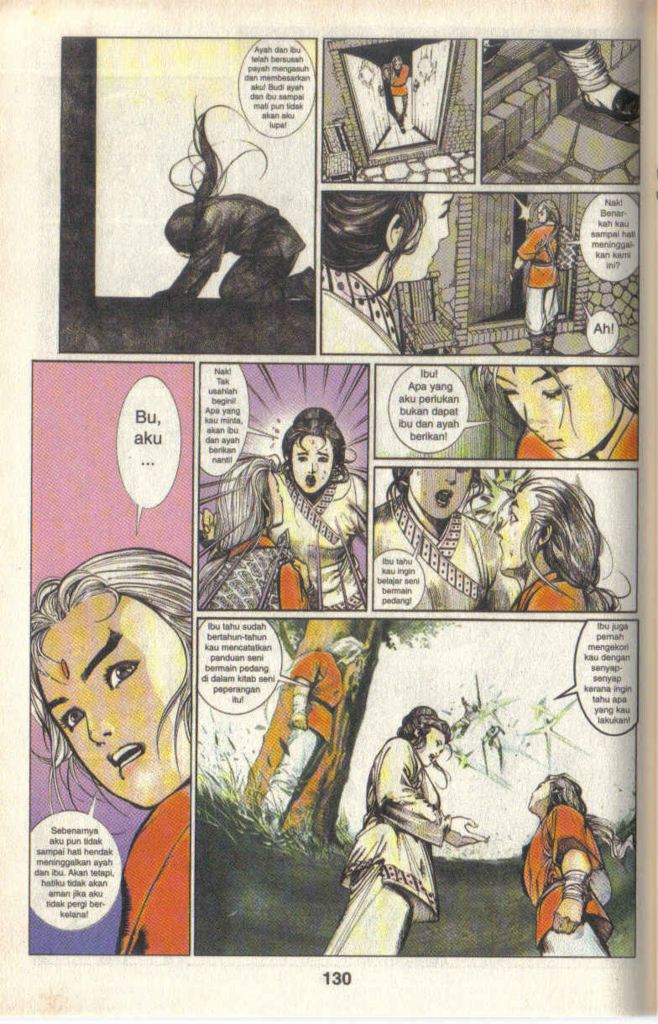 Ayah dan ibu
telah bersusah
payah mengasuh
dan membesarkan
aku! Budi ayah
dan ibu sampai
mati pun tidak
akan aku
lupa!
Nak!
Benar-
kah kau
sampai hati
meninggal-
kan kami
ini?
Ah!
Bu,
aku
...
Sebenarnya
aku pun tidak
sampai hati hendak
meninggalkan ayah
dan ibu. Akan tetapi,
hatiku tidak akan
aman jika aku
tidak pergi ber-
kelana!
Nak!
Tak
usahlah
begini!
Apa yang
kau minta,
akan ibu
dan ayah
berikan
nanti!
Ibu!
Apa yang
aku perlukan
bukan dapat
ibu dan ayah
berikan!
Ibu tahu
kau ingin
belajar seni
bermain
pedang!
Ibu tahu sudah
bertahun-tahun
kau mencatatkan
panduan seni
bermain pedang
di dalam kitab seni
peperangan
itu!
Ibu juga
pernah
mengekori
kau dengan
senyap-
senyap
kerana ingin
tahu apa
yang kau
lakukan!
130